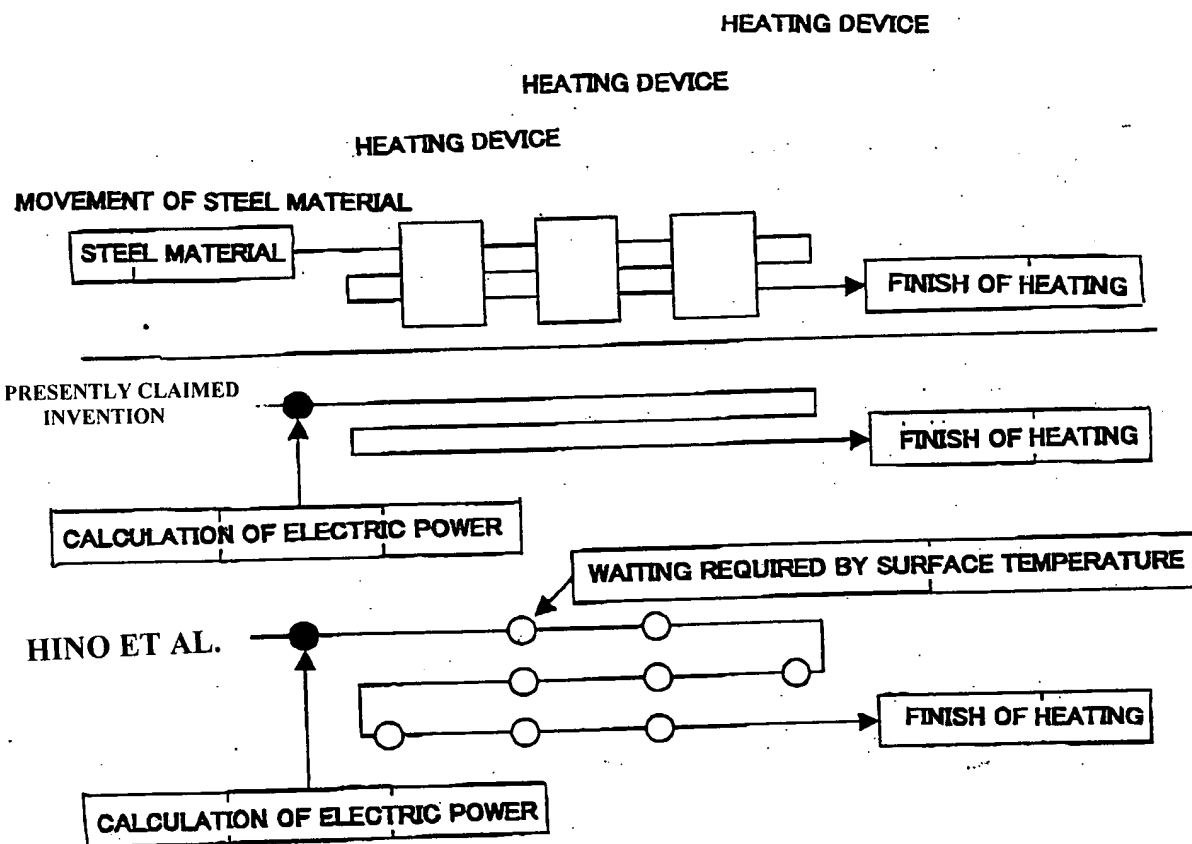 HEATING DEVICE
HEATING DEVICE
HEATING DEVICE
MOVEMENT OF STEEL MATERIAL
STEEL MATERIAL
FINISH OF HEATING
PRESENTLY CLAIMED
INVENTION
FINISH OF HEATING
CALCULATION OF ELECTRIC POWER
WAITING REQUIRED BY SURFACE TEMPERATURE
HINO ET AL.
FINISH OF HEATING
CALCULATION OF ELECTRIC POWER